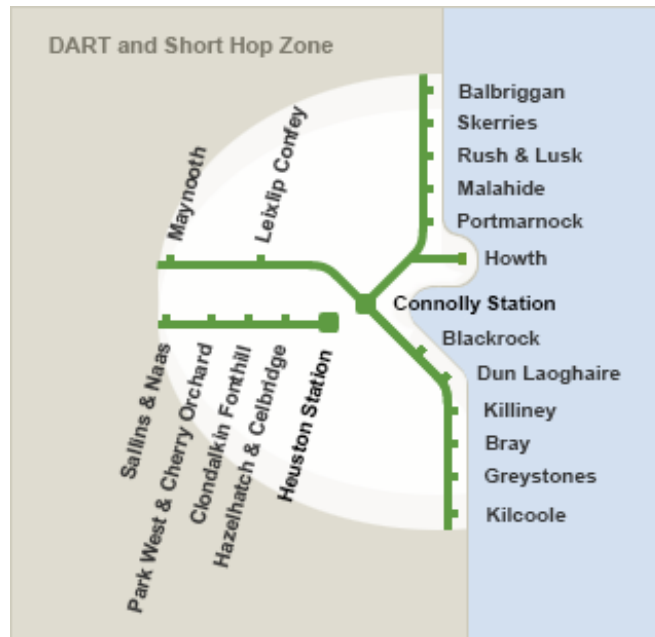 DART and Short Hop Zone
Balbriggan
Skerries
Rush & Lusk
Malahide
Portmarnock
Howth
Connolly Station
Blackrock
Dun Laoghaire
Killiney
Bray
Greystones
Kilcoole
Maynooth
Leixlip Confey
Sallins & Naas
Park West & Cherry Orchard
Clondalkin Fonthill
Hazelhatch & Celbridge
Heuston Station